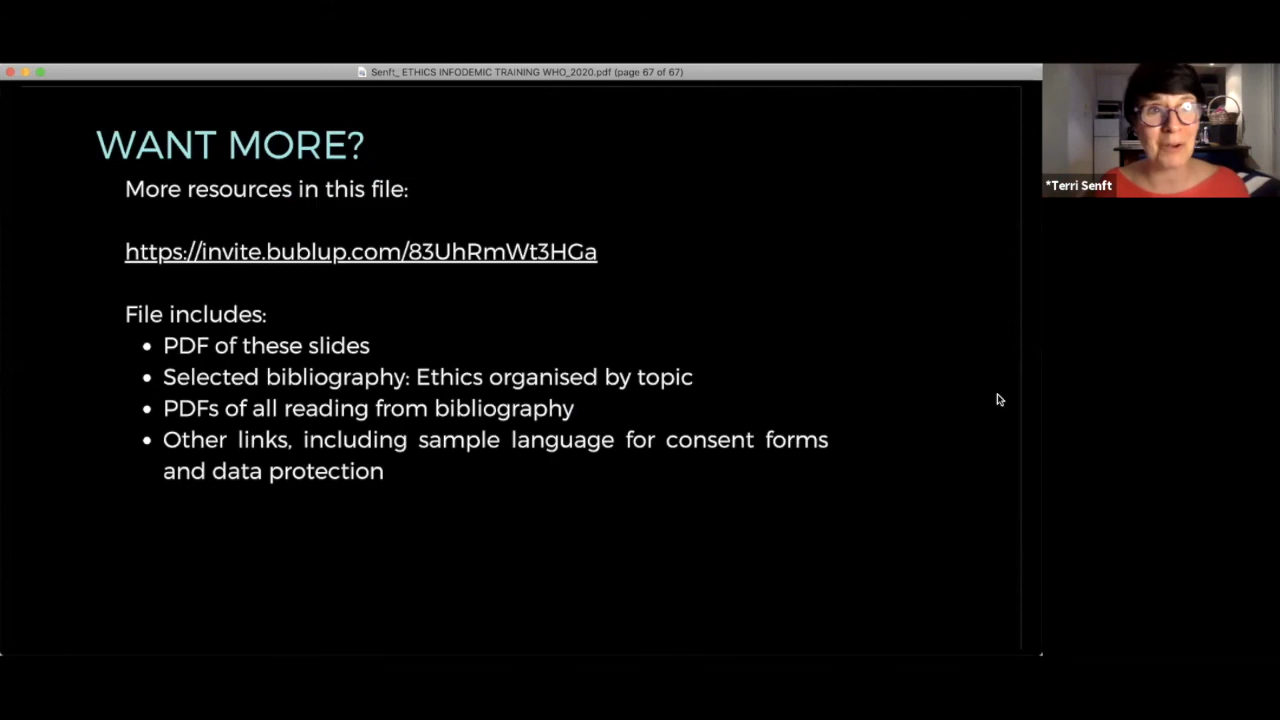 Senft_ ETHICS INFODEMIC TRAINING WHO_2020.pdf (page 67 of 67)
WANT MORE?
More resources in this file:
https://invite.bublup.com/83UhRmWt3HGa
File includes:
• PDF of these slides
• Selected bibliography: Ethics organised by topic
• PDFs of all reading from bibliography
• Other links, including sample language for consent forms
and data protection
*Terri Senft